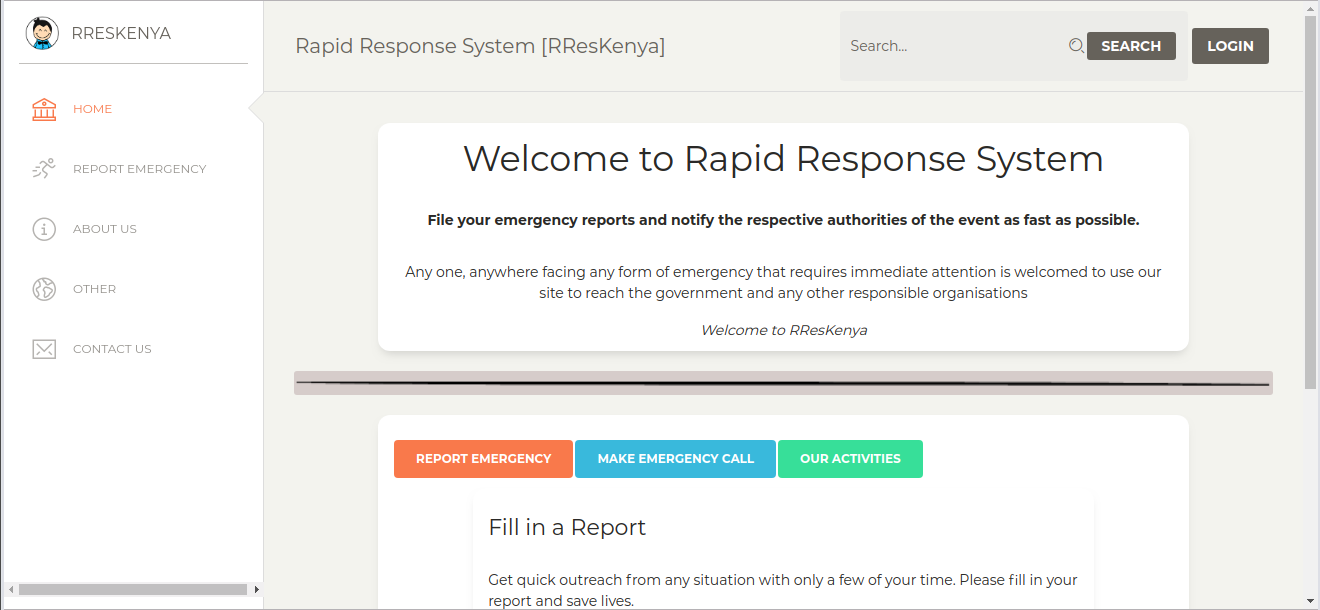 RRESKENYA
HOME
REPORT EMERGENCY
ABOUT US
OTHER
CONTACT US
Rapid Response System [RResKenya]
Search...
SEARCH
LOGIN
Welcome to Rapid Response System
File your emergency reports and notify the respective authorities of the event as fast as possible.
Any one, anywhere facing any form of emergency that requires immediate attention is welcomed to use our
site to reach the government and any other responsible organisations
Welcome to RResKenya
REPORT EMERGENCY
MAKE EMERGENCY CALL
OUR ACTIVITIES
Fill in a Report
Get quick outreach from any situation with only a few of your time. Please fill in your
report and save lives.